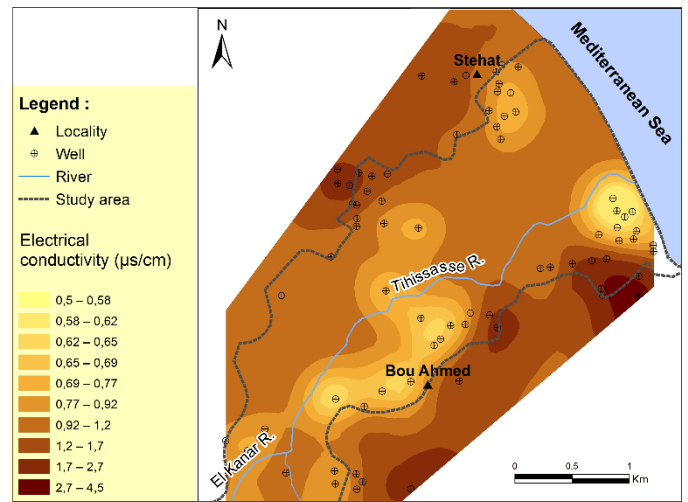 N
Stehat
Mediterranean Sea
Legend :
Locality
Well
River
Study area
Electrical
conductivity (µs/cm)
0,5 – 0,58
0,58 – 0,62
0,62 – 0,65
0,65 – 0,69
0,69 – 0,77
0,77 – 0,92
0,92 – 1,2
1,2 – 1,7
1,7 – 2,7
2,7 – 4,5
Tihissasse R.
Bou Ahmed
El Kanar R.
0 0,5 1
Km